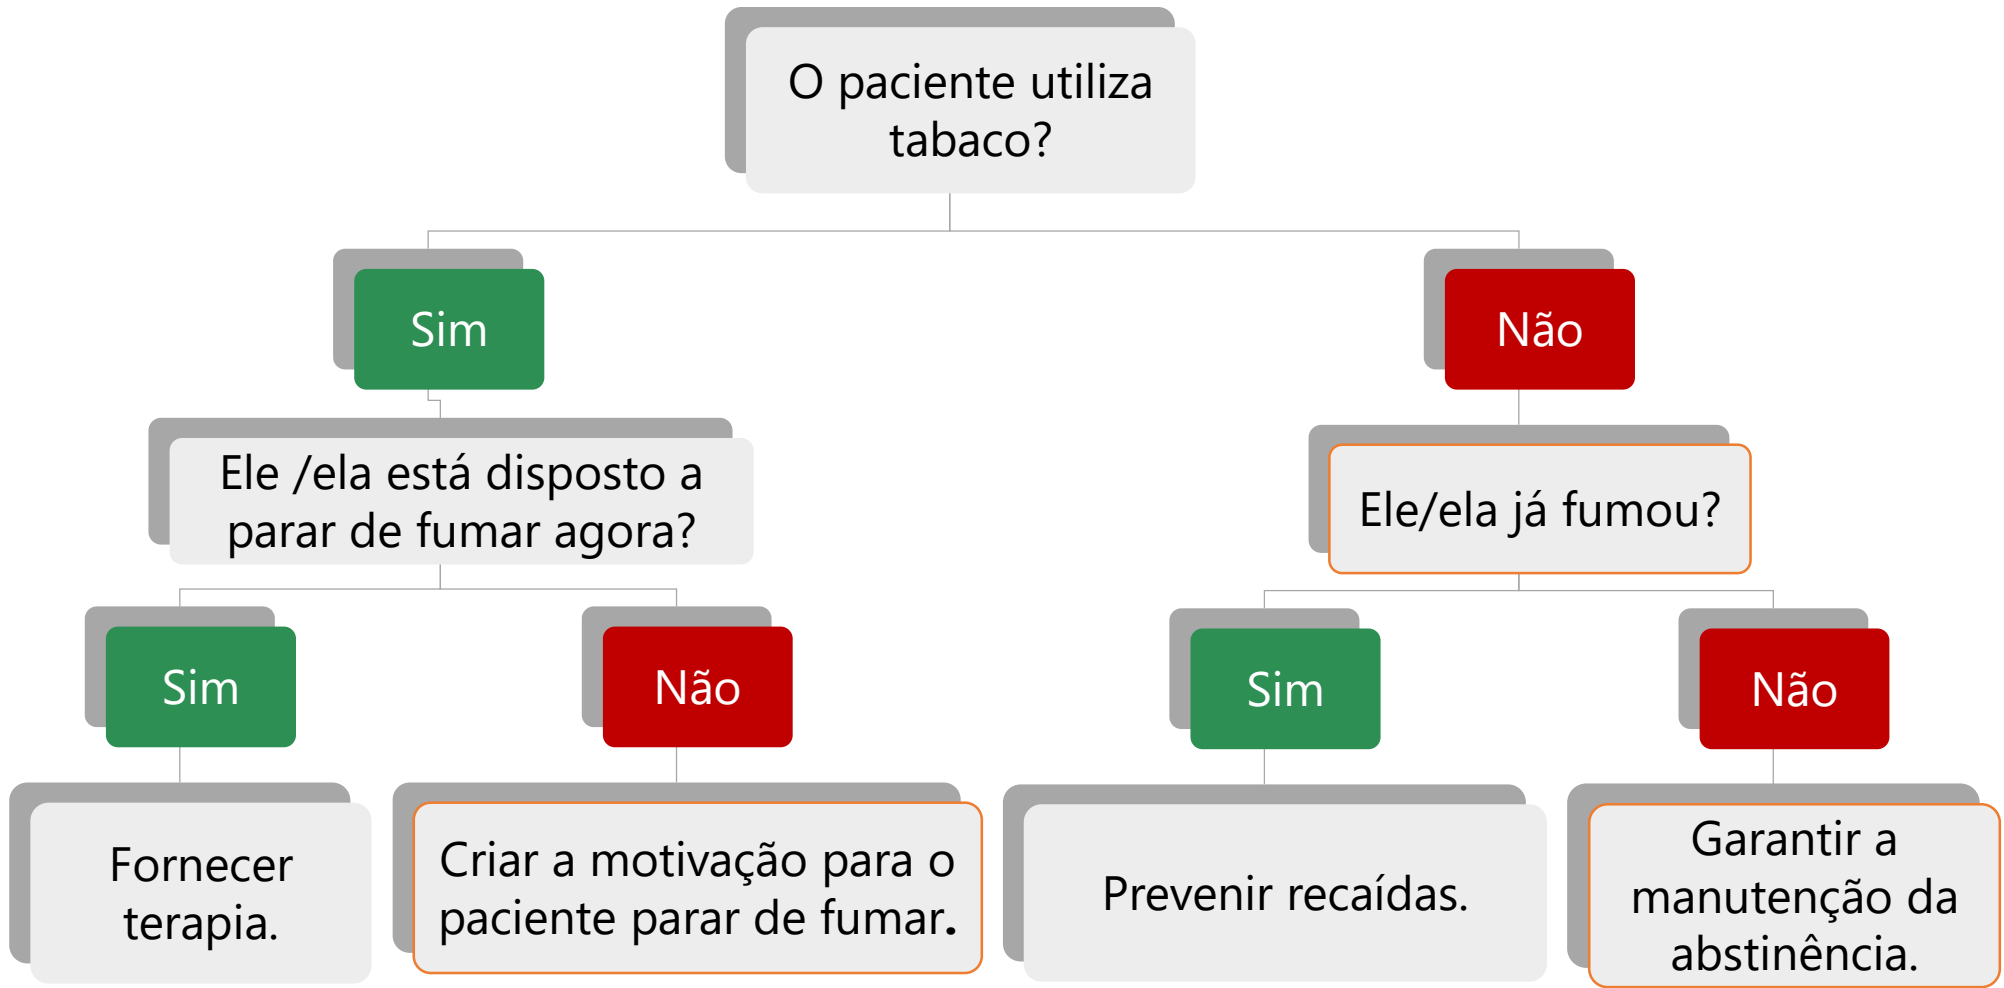 O paciente utiliza
tabaco?
Sim
Não
Ele /ela está disposto a
parar de fumar agora?
Ele/ela já fumou?
Sim
Não
Sim
Não
Fornecer
terapia.
Criar a motivação para o
paciente parar de fumar.
Prevenir recaídas.
Garantir a
manutenção da
abstinência.